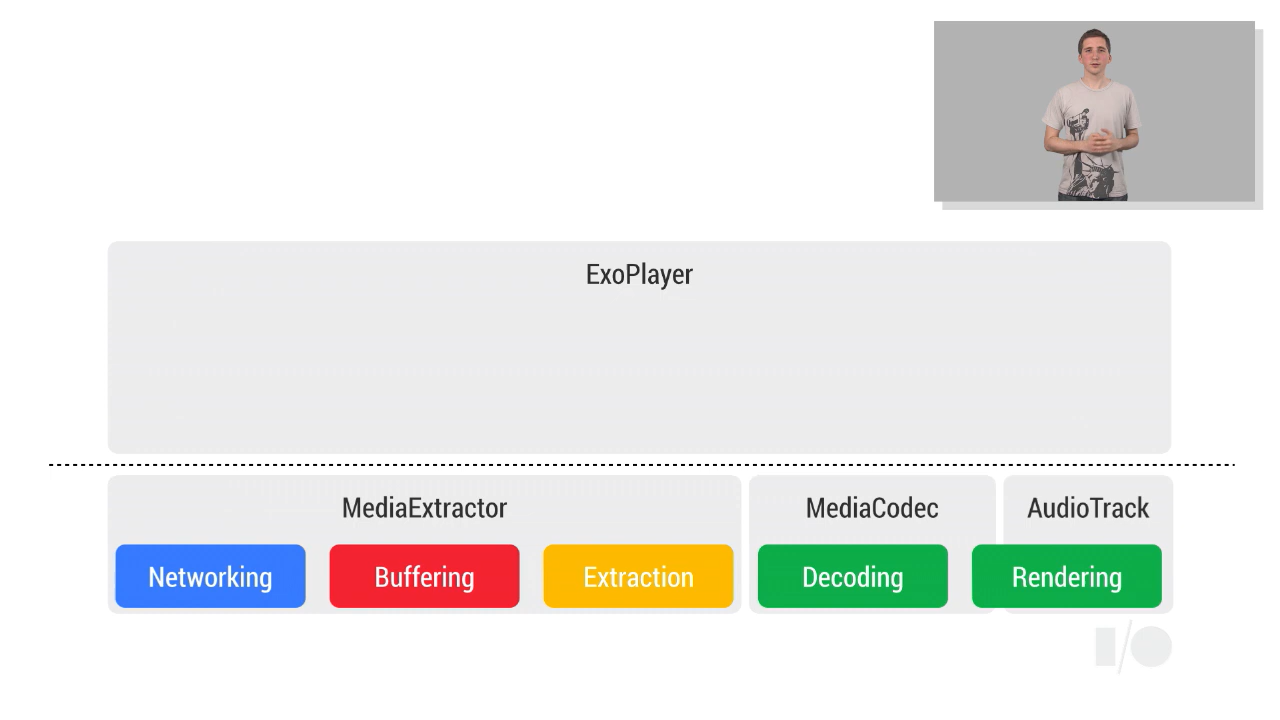 ExoPlayer
MediaExtractor
MediaCodec
AudioTrack
Networking
Buffering
Extraction
Decoding
Rendering
I/O